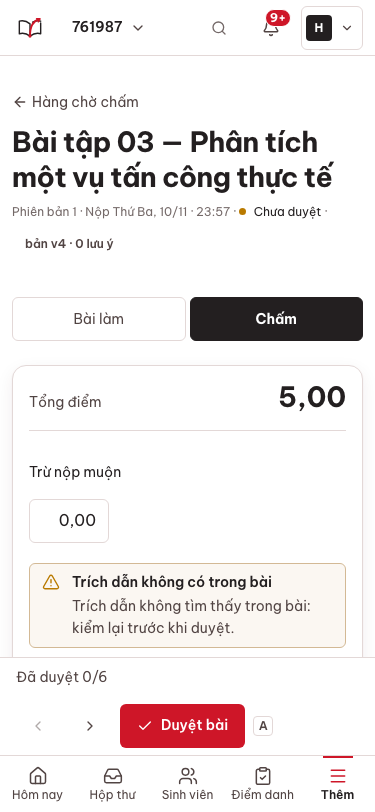 761987
9+
H
Hàng chờ chấm
Bài tập 03 — Phân tích
một vụ tấn công thực tế
Phiên bản 1 · Nộp Thứ Ba, 10/11 · 23:57 · Chưa duyệt ·
bản v4 · 0 lưu ý
Bài làm
Chấm
Tổng điểm
5,00
Trừ nộp muộn
0,00
Trích dẫn không có trong bài
Trích dẫn không tìm thấy trong bài:
kiểm lại trước khi duyệt.
Đã duyệt 0/6
Duyệt bài
A
Hôm nay
Hộp thư
Sinh viên
Điểm danh
Thêm